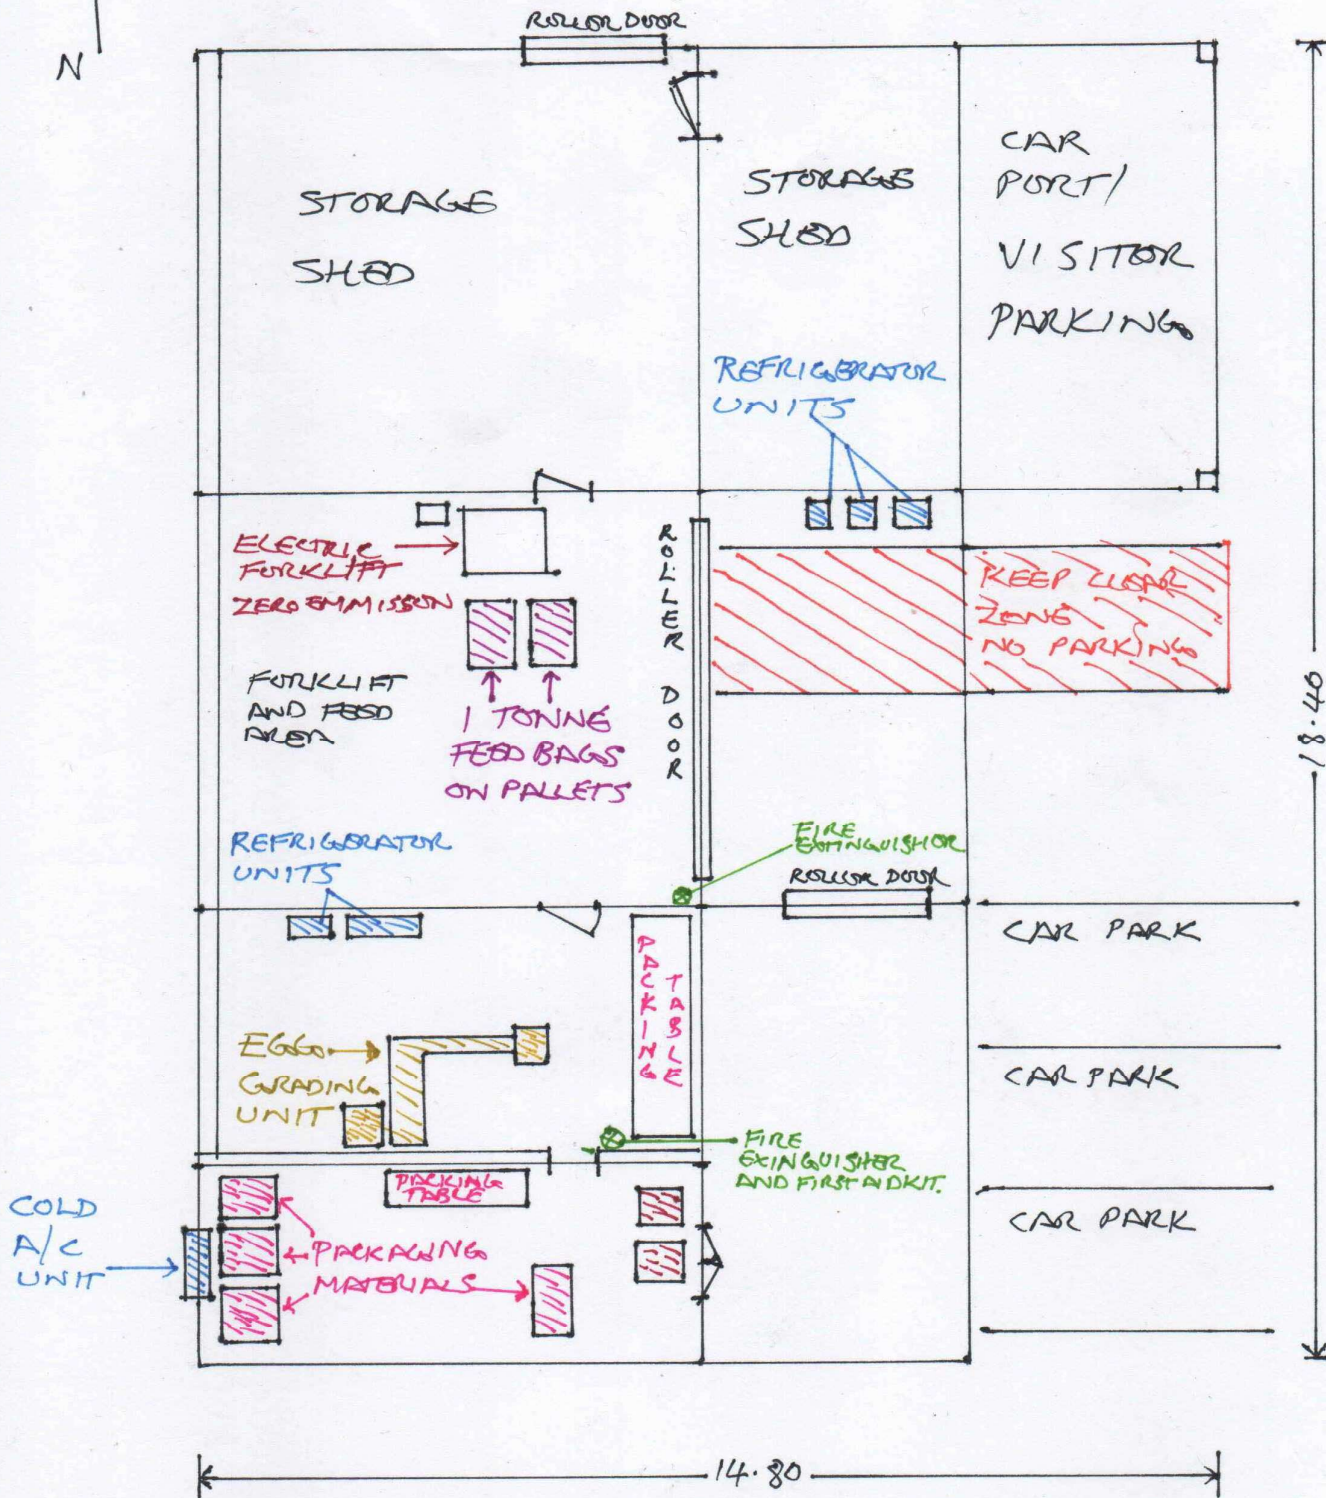 ROLLER DOOR
N
STORAGE
SHED
STORAGE
SHED
CAR
PORT/
VISITOR
PARKING
REFRIGERATOR
UNITS
ELECTRIC
FORKLIFT
ZERO EMMISSON
ROLLER DOOR
KEEP CLEAR
ZONE
NO PARKING
FORKLIFT
AND FEED
AREA
1 TONNE
FEED BAGS
ON PALLETS
18.40
REFRIGERATOR
UNITS
FIRE
EXTINGUISHER
ROLLER DOOR
CAR PARK
PACKING
TABLE
EGG
GRADING
UNIT
CAR PARK
FIRE
EXINGUISHER
AND FIRST AID KIT.
PACKING
TABLE
COLD
A/C
UNIT
PACKAGING
MATERIALS
CAR PARK
14.80